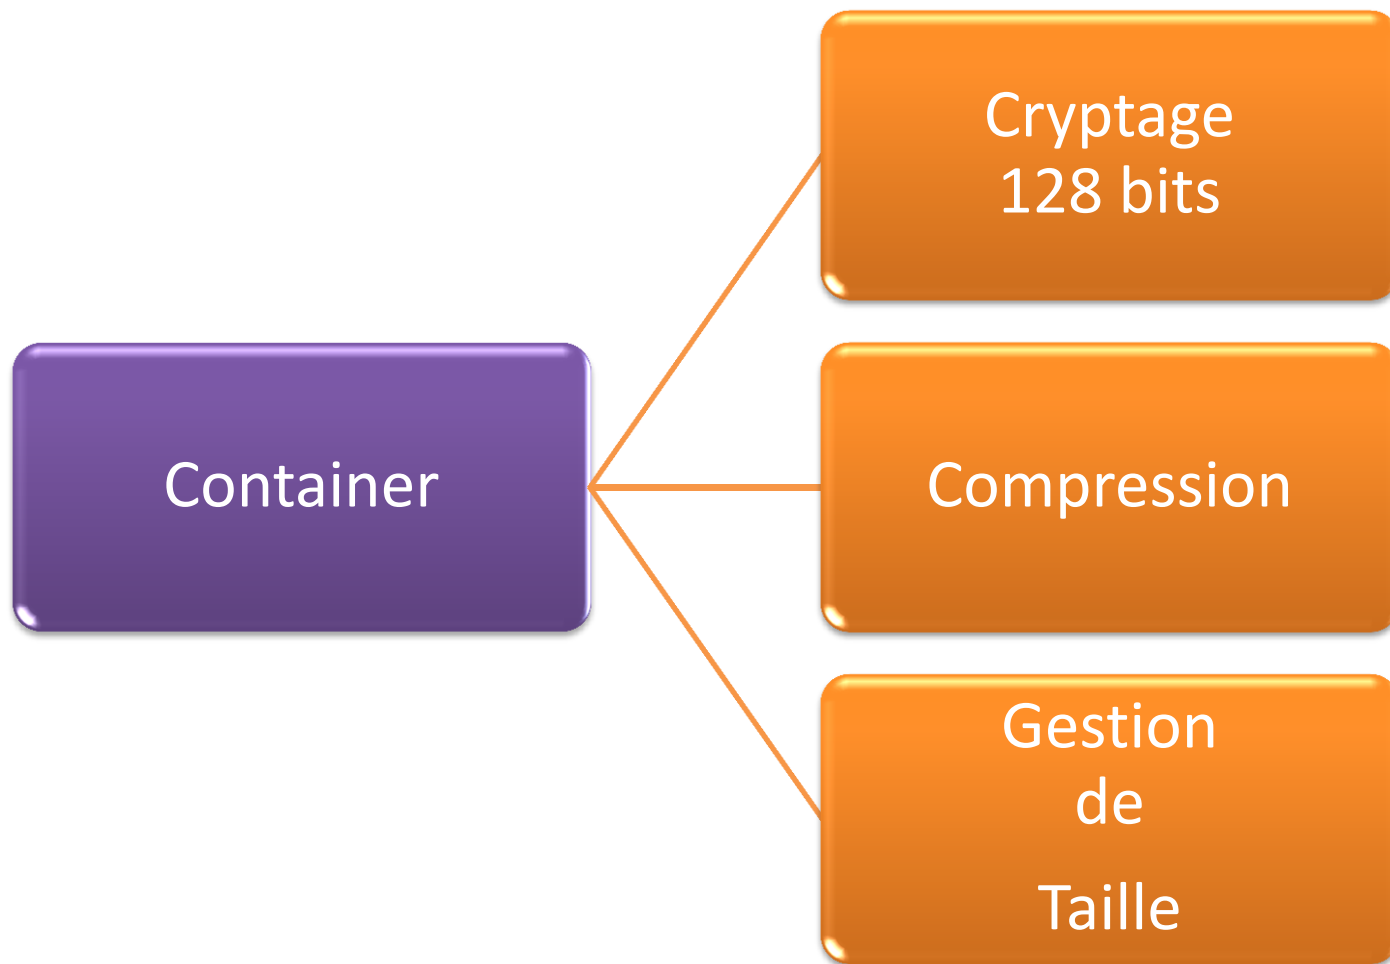 Container
Cryptage
128 bits
Compression
Gestion
de
Taille